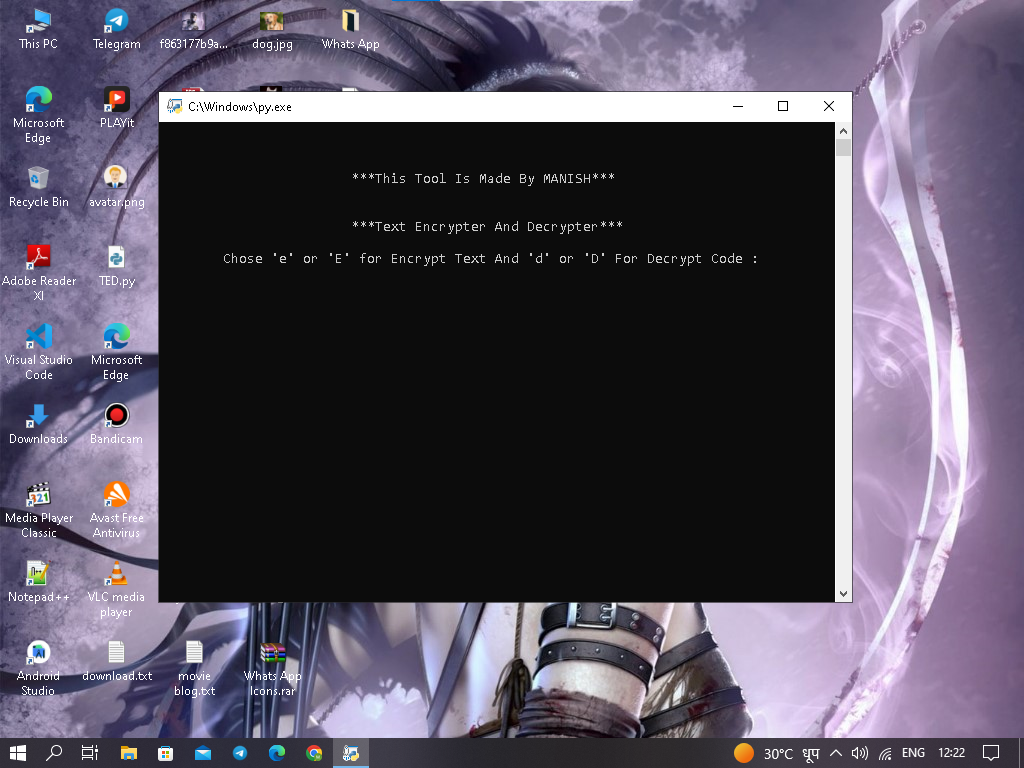 This PC
Telegram
f863177b9a...
dog.jpg
Whats App
Microsoft
Edge
PLAYit
Recycle Bin
avatar.png
Adobe Reader
XI
TED.py
Visual Studio
Code
Microsoft
Edge
Downloads
Bandicam
Media Player
Classic
321
Avast Free
Antivirus
Notepad++
VLC media
player
Android
Studio
download.txt
movie
blog.txt
Whats App
Icons.rar
C:\Windows\py.exe
***This Tool Is Made By MANISH***
***Text Encrypter And Decrypter***
Chose 'e' or 'E' for Encrypt Text And 'd' or 'D' For Decrypt Code :
30°C धूप
ENG
12:22